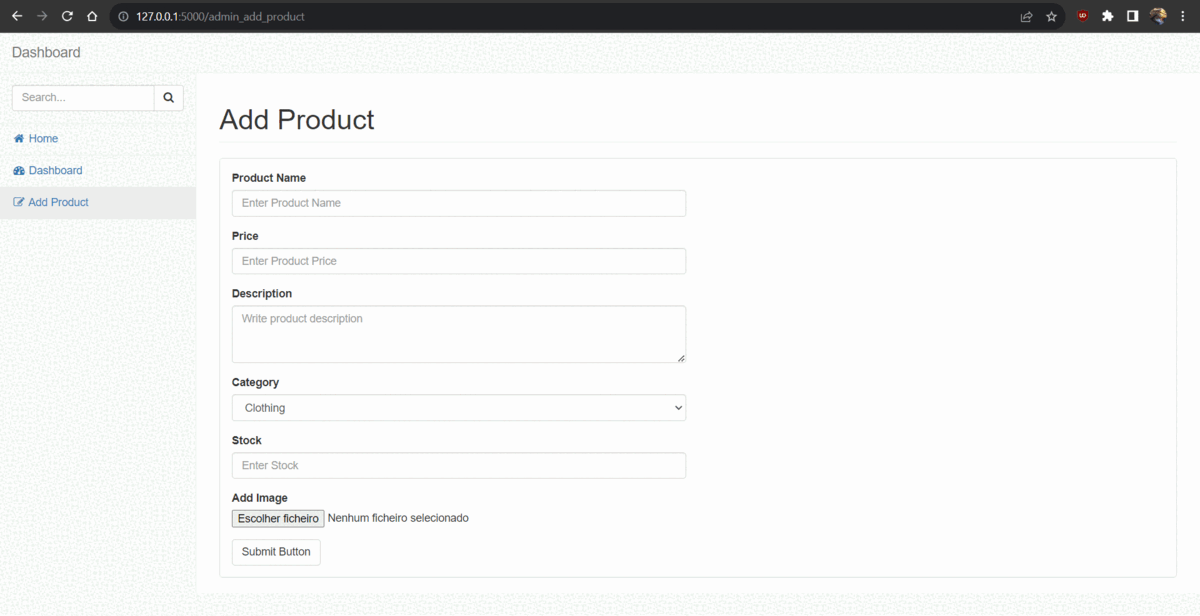 127.0.0.1:5000/admin_add_product
Dashboard
Search...
Home
Dashboard
Add Product
Add Product
Product Name
Enter Product Name
Price
Enter Product Price
Description
Write product description
Category
Clothing
Stock
Enter Stock
Add Image
Escolher ficheiro Nenhum ficheiro selecionado
Submit Button